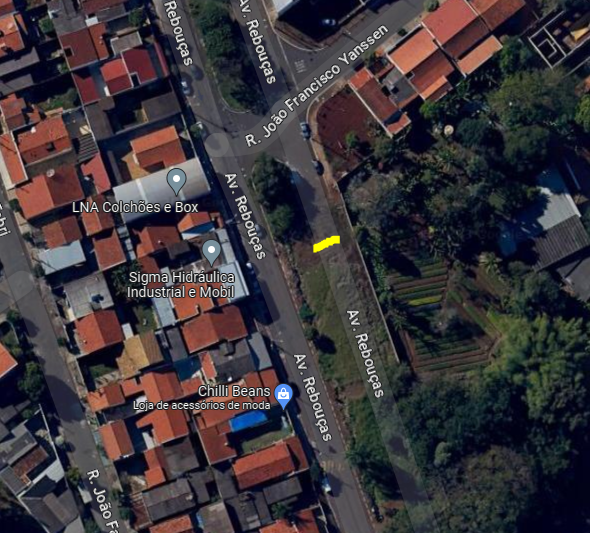 Rebouças
Av. Rebouças
R. João Francisco Yanssen
LNA Colchões e Box
Av. Rebouças
Sigma Hidráulica
Industrial e Mobil
Av. Rebouças
Av. Rebouças
Chilli Beans
Loja de acessórios de moda
R. João Fa